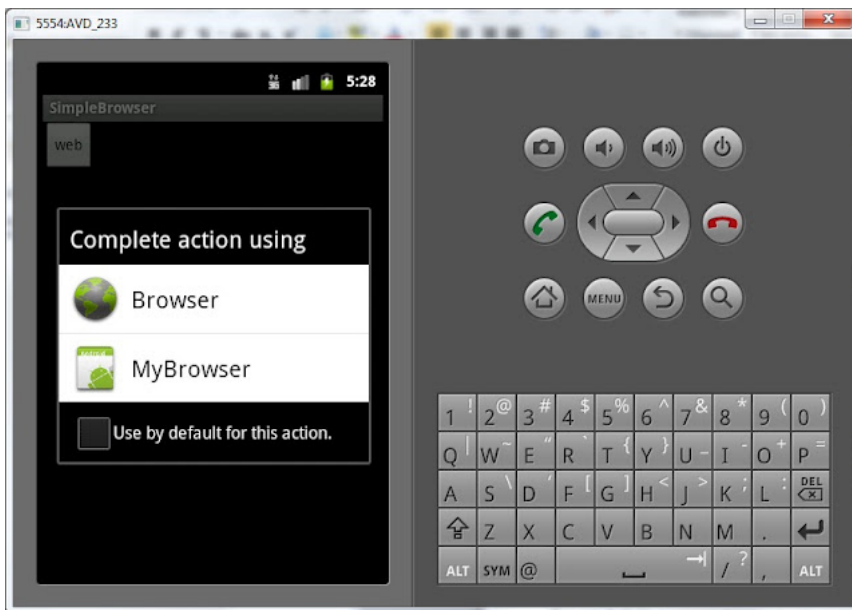 5554:AVD_233
5:28
SimpleBrowser
web
Complete action using
Browser
MyBrowser
Use by default for this action.
MENU
1 ! 2 @ 3 # 4 $ 5 % 6 ^ 7 & 8 * 9 ( 0 )
Q | W ~ E " R ` T { Y } U _ I - O + P =
A S \ D ' F [ G ] H < J > K ; L : DEL
Z X C V B N M .
ALT SYM @ / ? , ALT